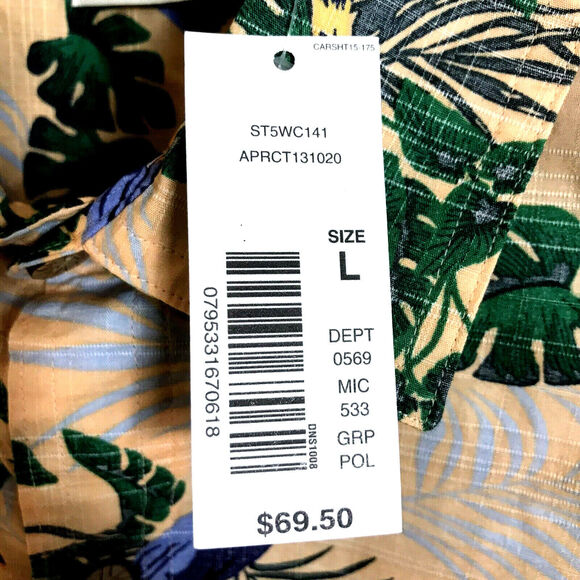 CARSHT15-175
ST5WC141
APRCT131020
SIZE
L
0795331670618
DEPT
0569
MIC
533
GRP
POL
DNS1008
$69.50